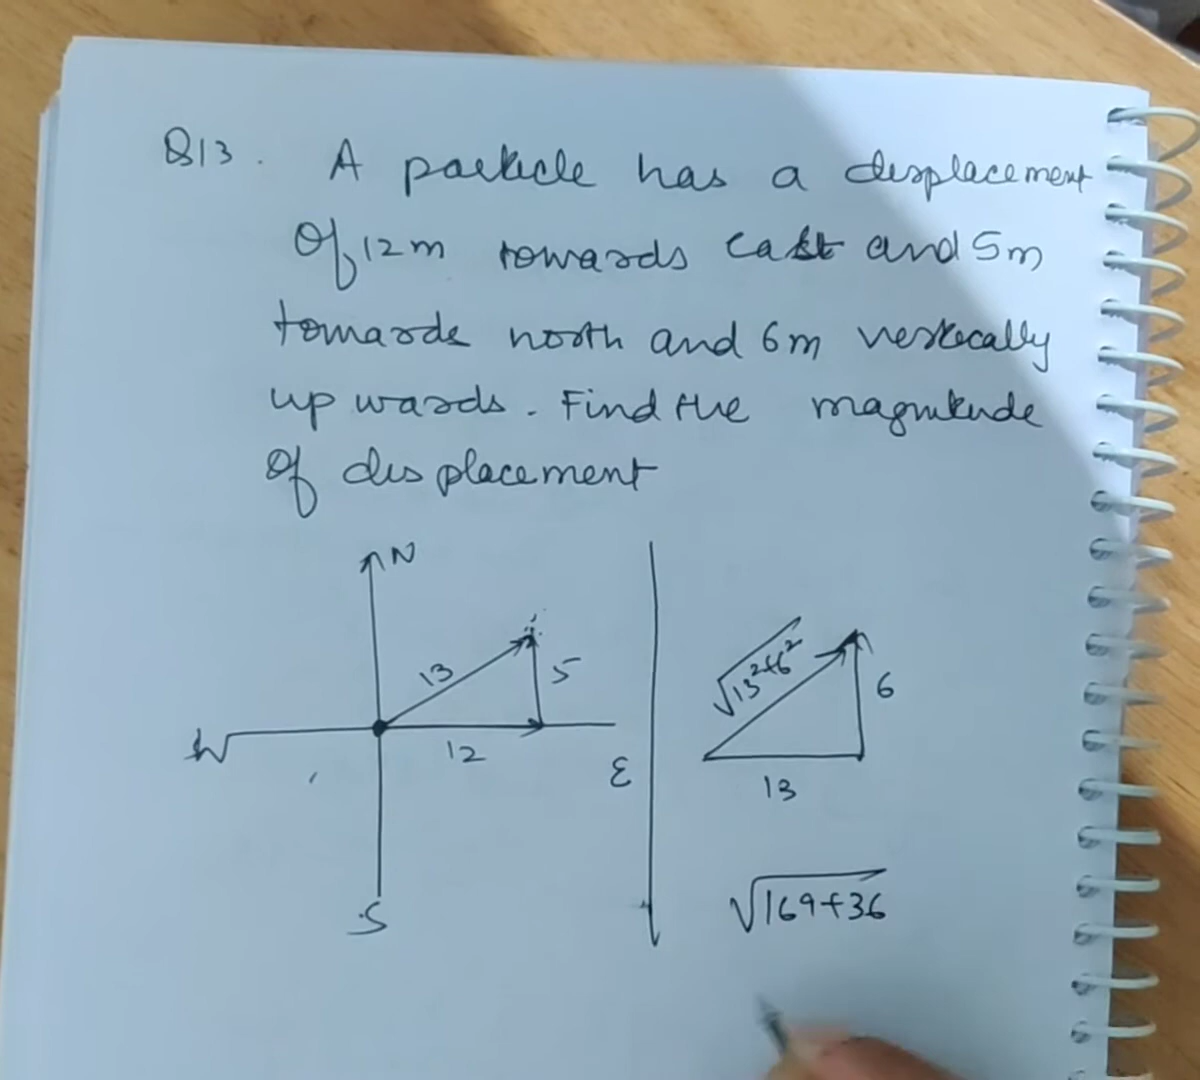 Q13. A particle has a displacement
Of 12m towards east and 5m
towards north and 6m vertically
upwards. Find the magnitude
of displacement
N
13
5
12
W
E
S
√13²+6²
6
13
√169+36